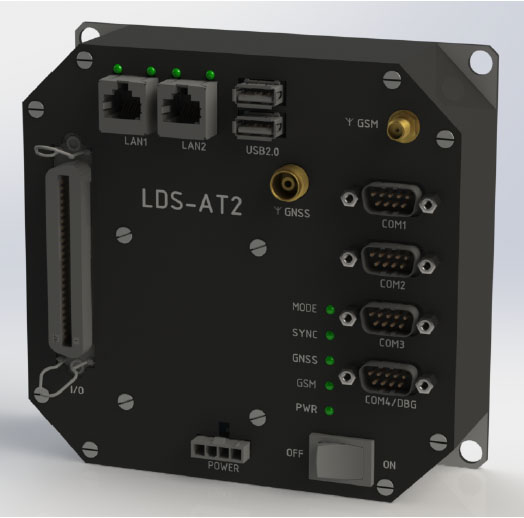 LAN1
LAN2
USB2.0
GSM
GNSS
LDS-AT2
COM1
COM2
MODE
SYNC
COM3
GNSS
GSM
COM4/DBG
PWR
I/O
OFF
ON
POWER